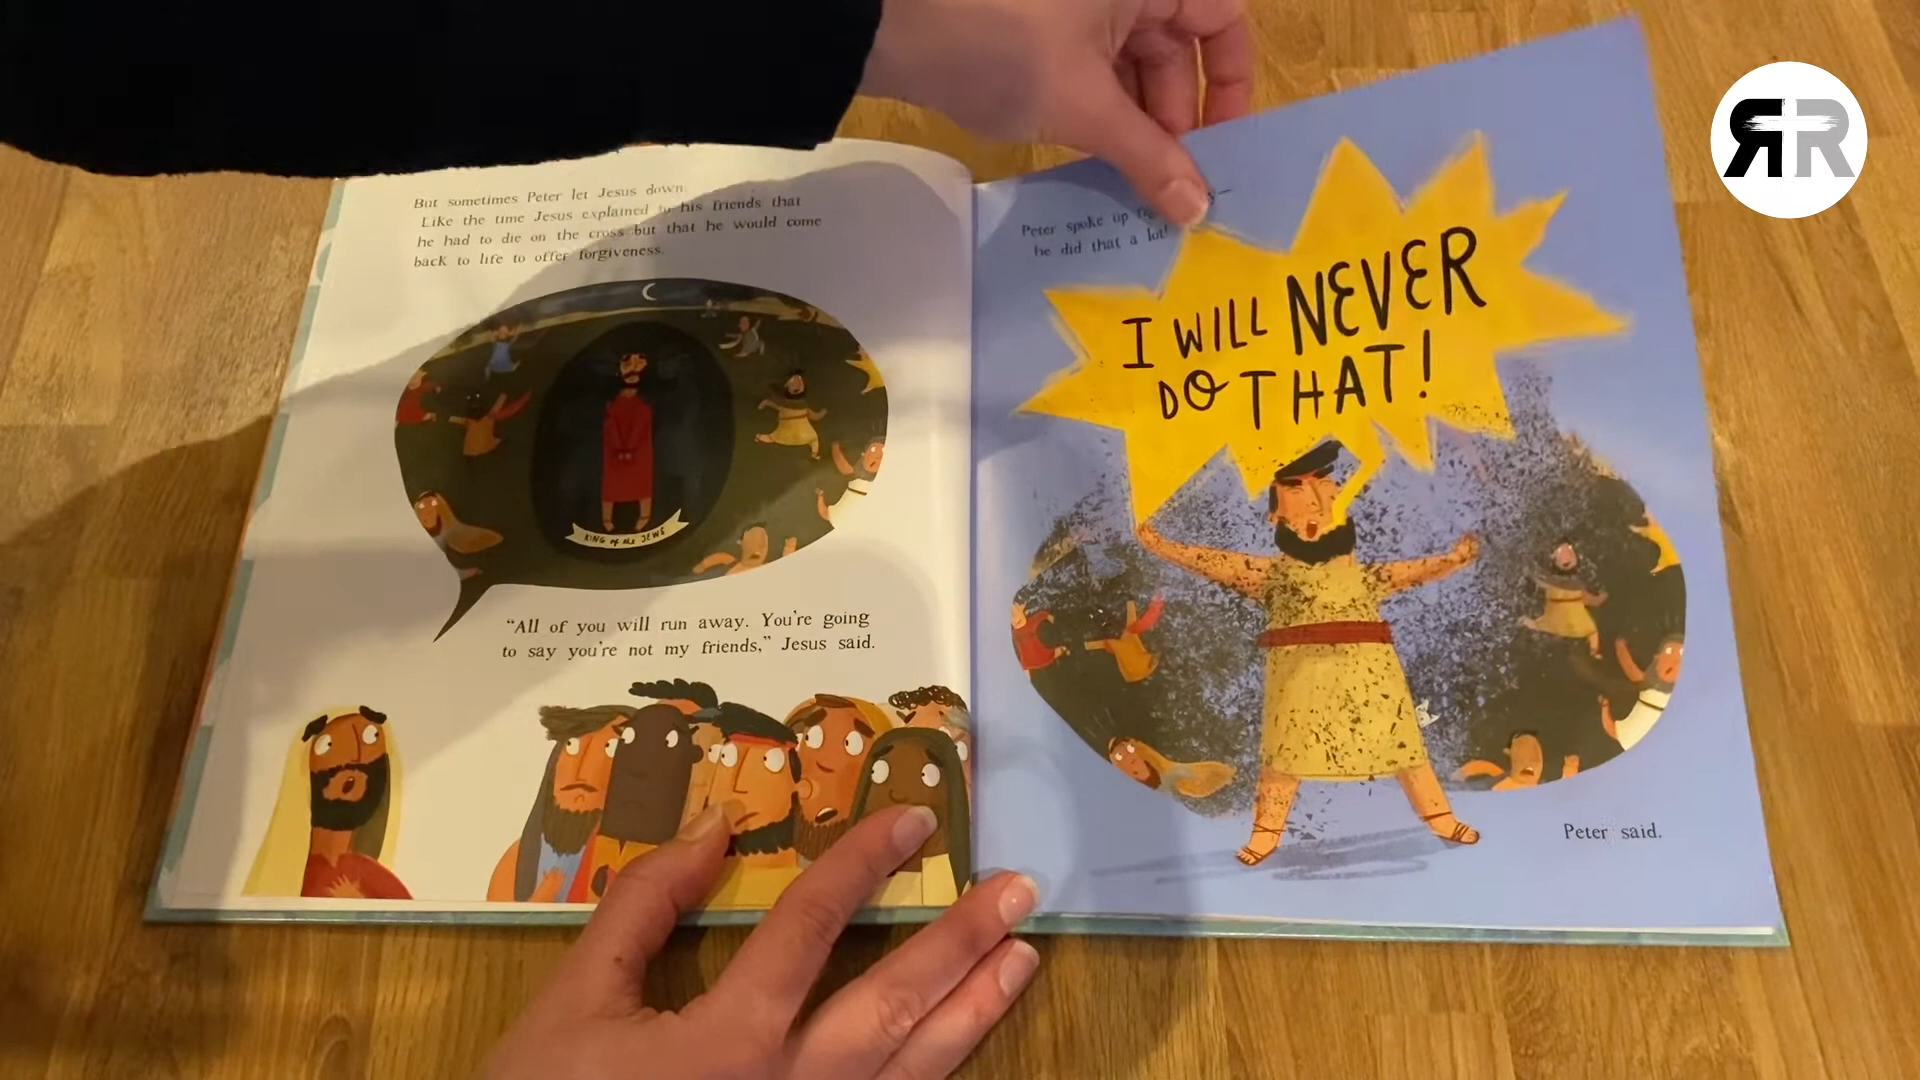 But sometimes Peter let Jesus down.
Like the time Jesus explained to his friends that
he had to die on the cross but that he would come
back to life to offer forgiveness.
KING of the JEWS
"All of you will run away. You're going
to say you're not my friends," Jesus said.
Peter spoke up
he did that a lot!
I WILL NEVER
DO THAT!
Peter said.
RR